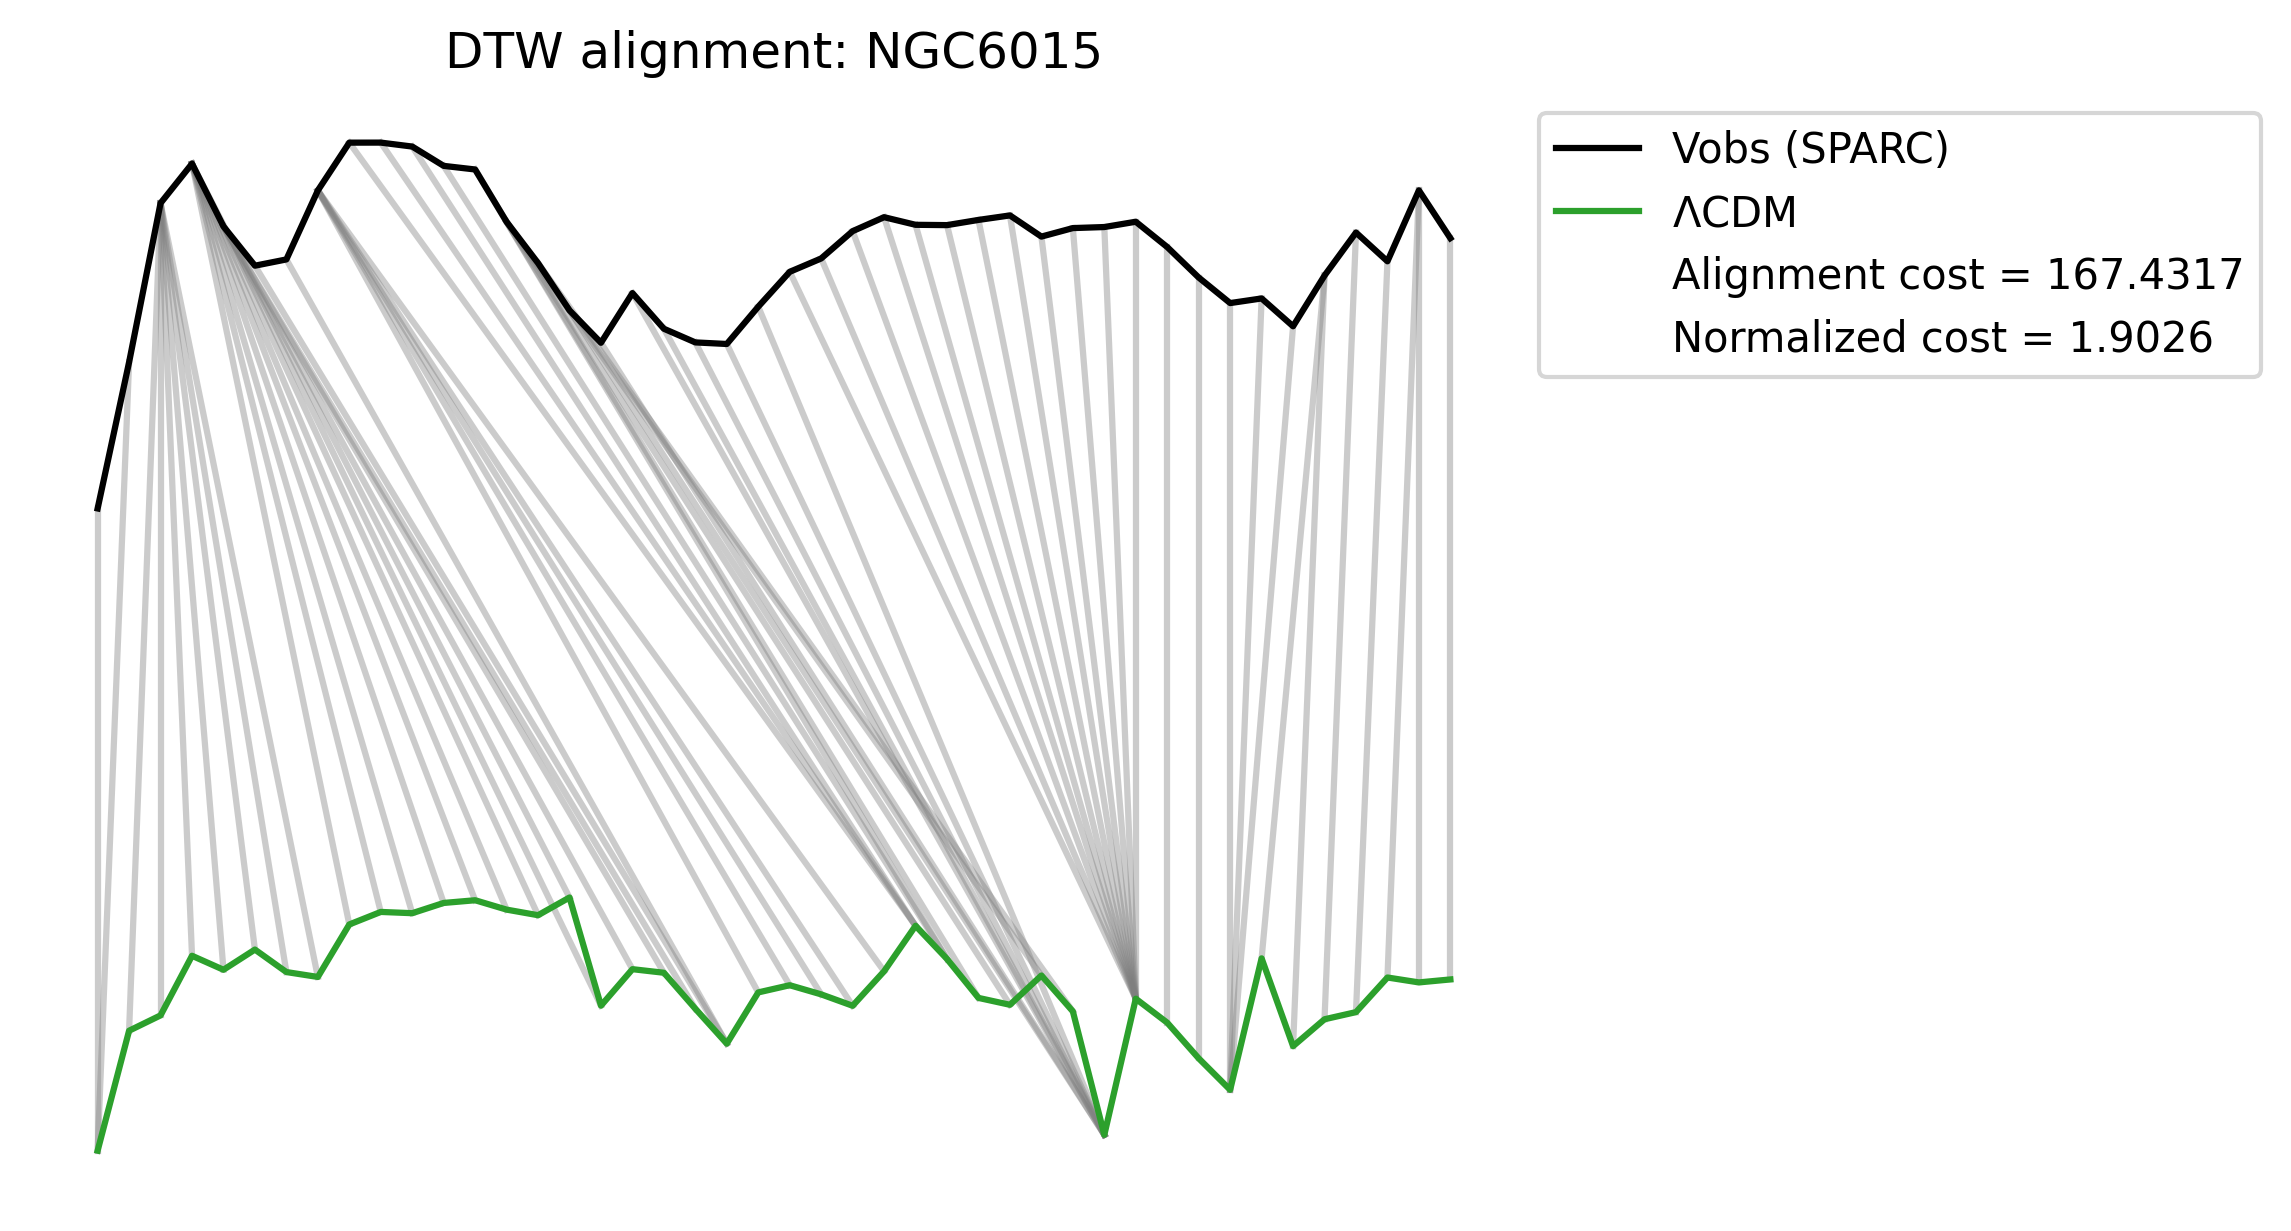 DTW alignment: NGC6015
Vobs (SPARC)
ΛCDM
Alignment cost = 167.4317
Normalized cost = 1.9026